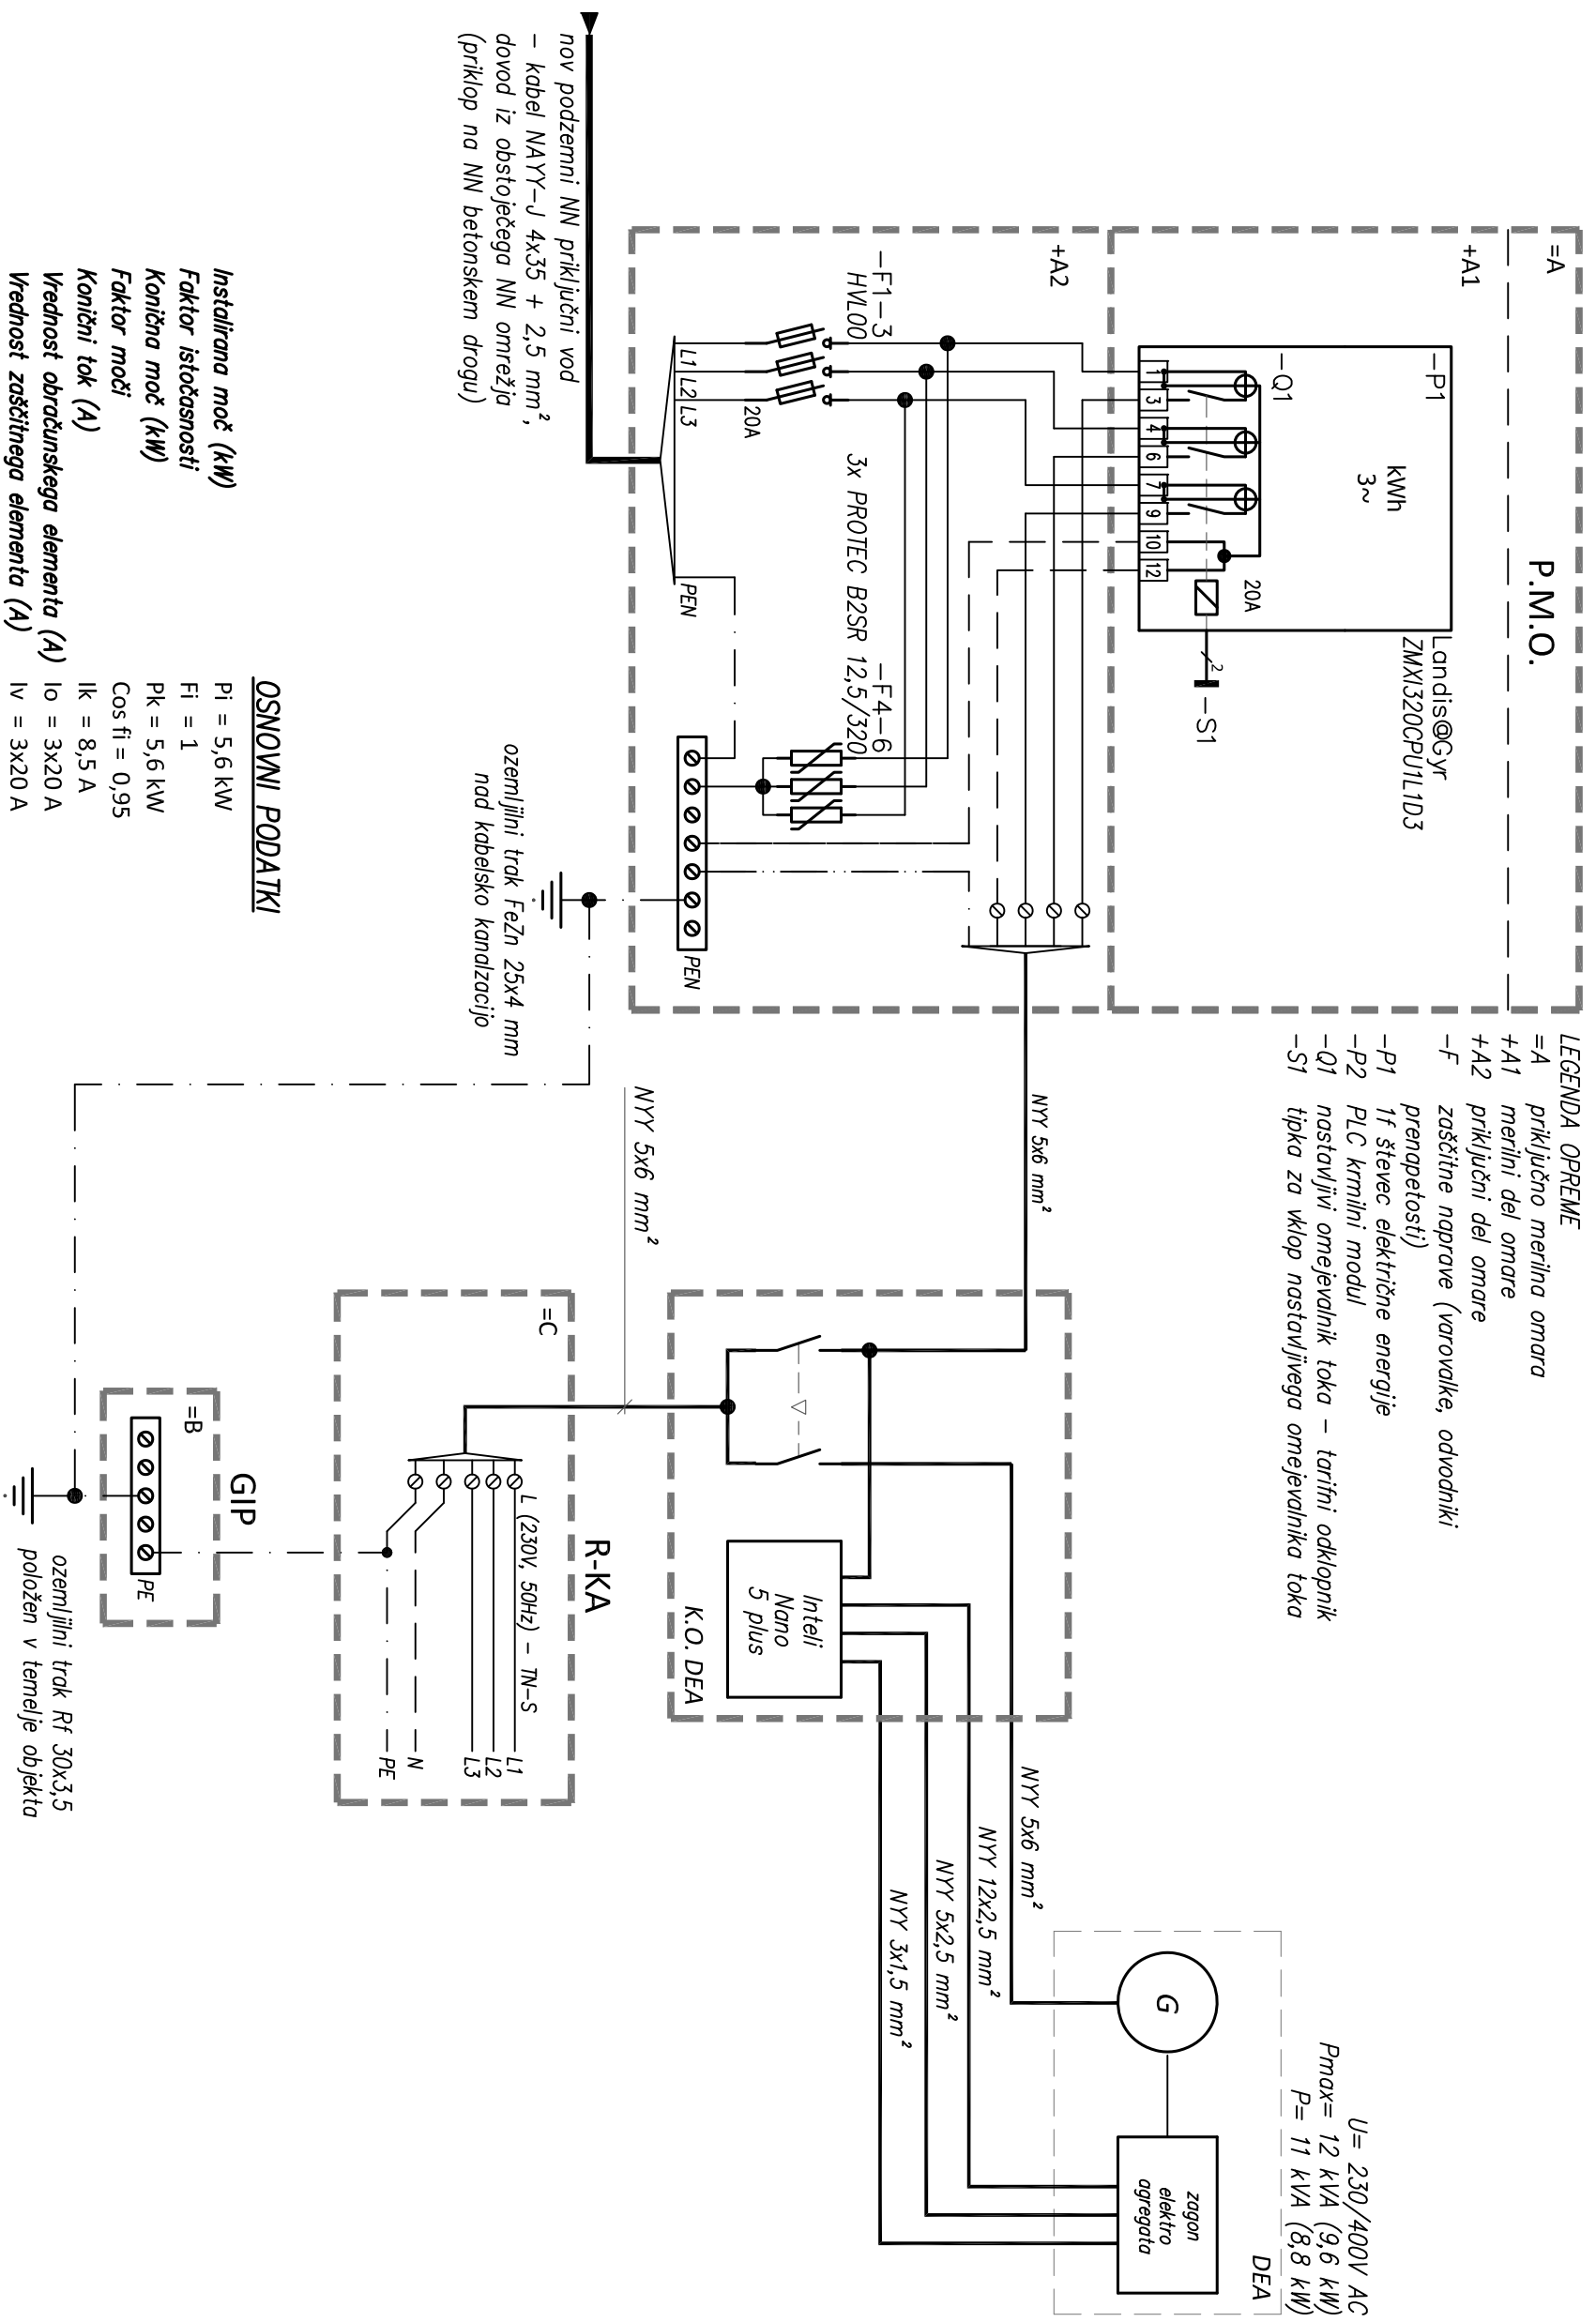 =A
P.M.O.
+A1
-P1
Landis@Gyr
ZMXI320CPU1L1D3
kWh
3~
-Q1
20A
2
-S1
1 3 4 6 7 9 10 12
+A2
-F1-3
HVL00
20A
-F4-6
3x PROTEC B2SR 12,5/320
L1
L2
L3
PEN
PEN
nov podzemni NN priključni vod
- kabel NAYY-J 4x35 + 2,5 mm²,
dovod iz obstoječega NN omrežja
(priklop na NN betonskem drogu)
ozemljilni trak FeZn 25x4 mm
nad kabelsko kanalzacijo
LEGENDA OPREME
=A priključno merilna omara
+A1 merilni del omare
+A2 priključni del omare
-F zaščitne naprave (varovalke, odvodniki
prenapetosti)
-P1 1f števec električne energije
-P2 PLC krmilni modul
-Q1 nastavljivi omejevalnik toka - tarifni odklopnik
-S1 tipka za vklop nastavljivega omejevalnika toka
NYY 5x6 mm²
NYY 5x6 mm²
Inteli
Nano
5 plus
K.O. DEA
=C
R-KA
L (230V, 50Hz) - TN-S
L1
L2
L3
N
PE
=B
GIP
PE
ozemljilni trak Rf 30x3,5
položen v temelje objekta
NYY 5x6 mm²
NYY 12x2,5 mm²
NYY 5x2,5 mm²
NYY 3x1,5 mm²
U= 230/400V AC
Pmax= 12 kVA (9,6 kW)
P= 11 kVA (8,8 kW)
DEA
G
zagon
elektro
agregata
OSNOVNI PODATKI
Instalirana moč (kW) Pi = 5,6 kW
Faktor istočasnosti Fi = 1
Konična moč (kW) Pk = 5,6 kW
Faktor moči Cos fi = 0,95
Konični tok (A) Ik = 8,5 A
Vrednost obračunskega elementa (A) Io = 3x20 A
Vrednost zaščitnega elementa (A) Iv = 3x20 A